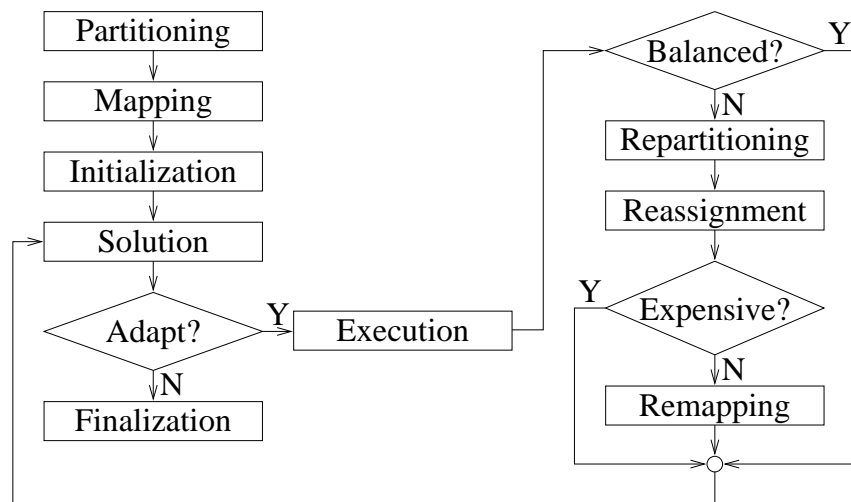 Partitioning
Mapping
Initialization
Solution
Adapt?
Y
N
Finalization
Execution
Balanced?
Y
N
Repartitioning
Reassignment
Y
Expensive?
N
Remapping